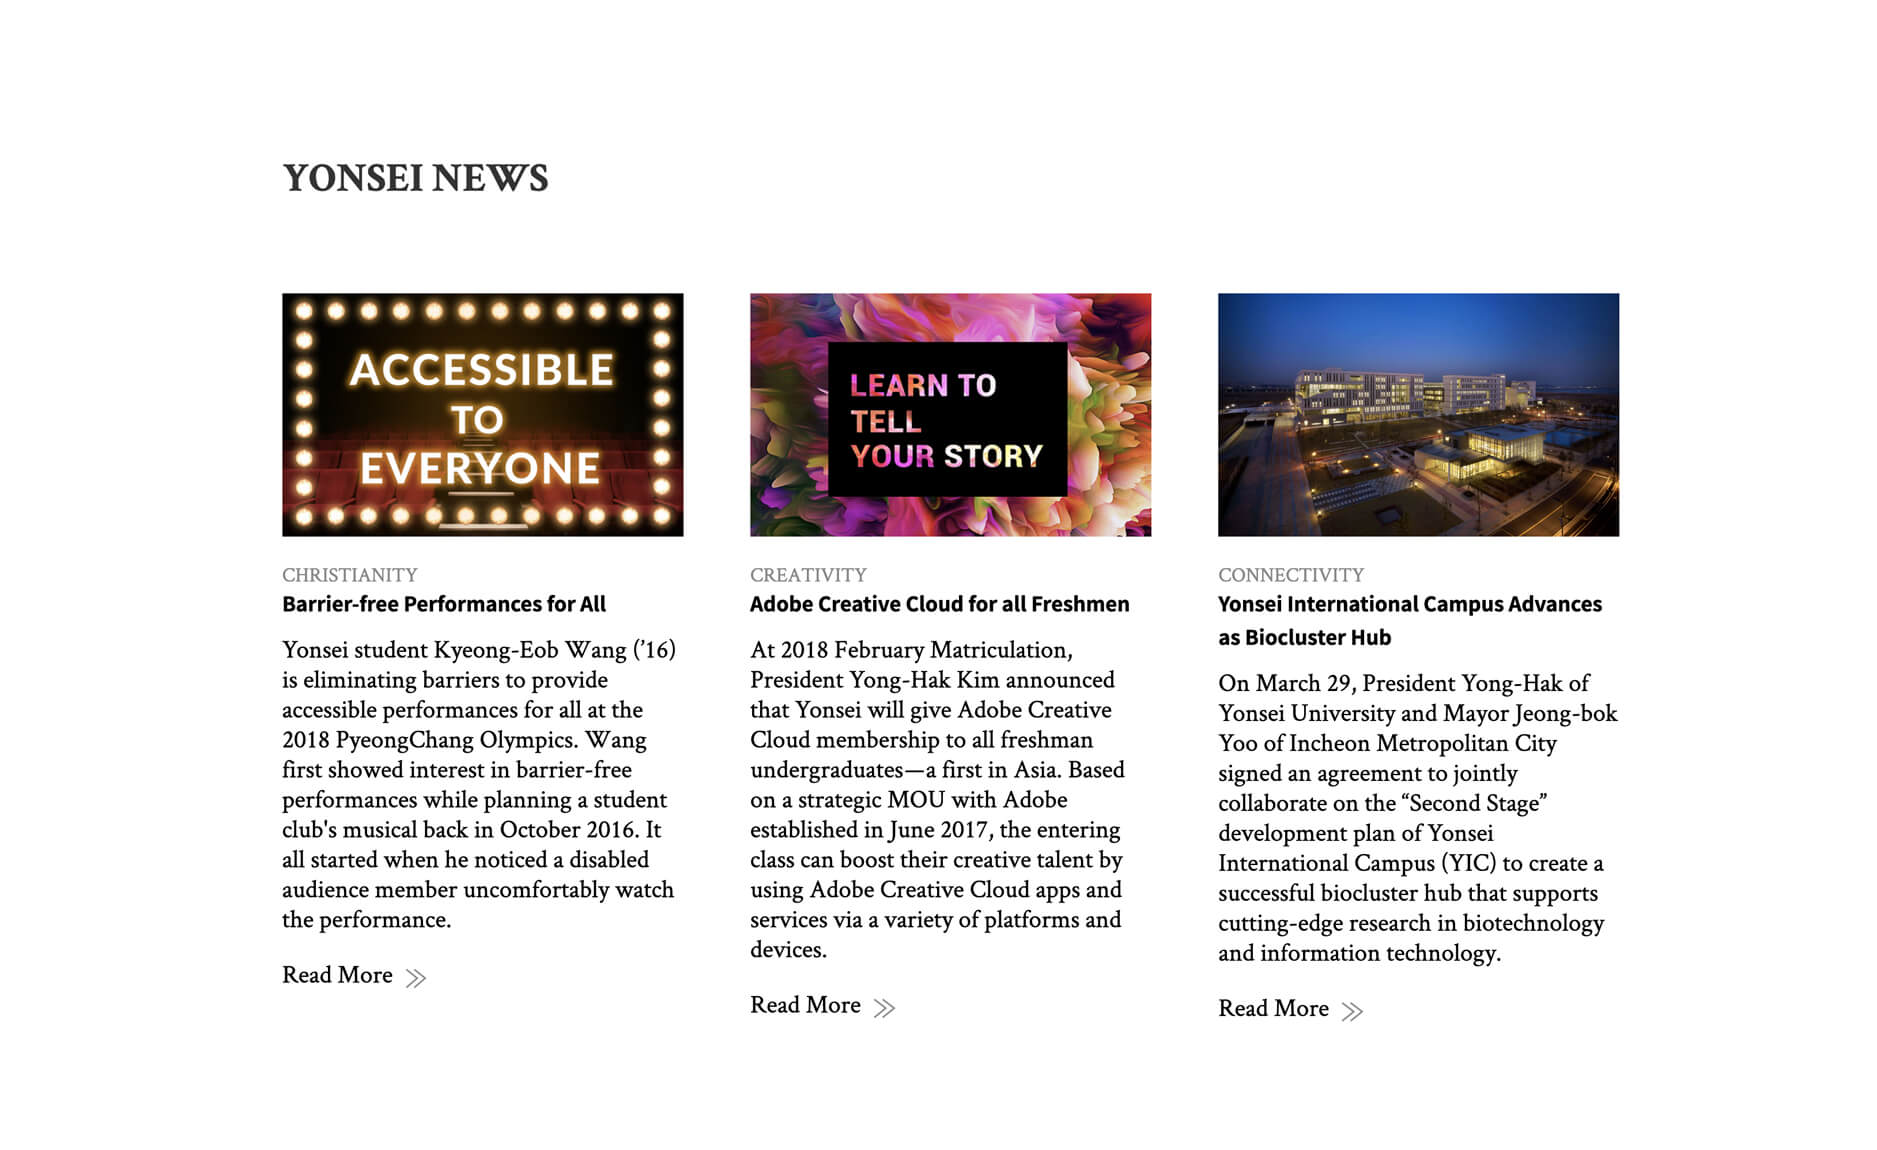 YONSEI NEWS
ACCESSIBLE
TO
EVERYONE
CHRISTIANITY
Barrier-free Performances for All
Yonsei student Kyeong-Eob Wang (’16)
is eliminating barriers to provide
accessible performances for all at the
2018 PyeongChang Olympics. Wang
first showed interest in barrier-free
performances while planning a student
club's musical back in October 2016. It
all started when he noticed a disabled
audience member uncomfortably watch
the performance.
Read More
LEARN TO
TELL
YOUR STORY
CREATIVITY
Adobe Creative Cloud for all Freshmen
At 2018 February Matriculation,
President Yong-Hak Kim announced
that Yonsei will give Adobe Creative
Cloud membership to all freshman
undergraduates—a first in Asia. Based
on a strategic MOU with Adobe
established in June 2017, the entering
class can boost their creative talent by
using Adobe Creative Cloud apps and
services via a variety of platforms and
devices.
Read More
CONNECTIVITY
Yonsei International Campus Advances
as Biocluster Hub
On March 29, President Yong-Hak of
Yonsei University and Mayor Jeong-bok
Yoo of Incheon Metropolitan City
signed an agreement to jointly
collaborate on the “Second Stage”
development plan of Yonsei
International Campus (YIC) to create a
successful biocluster hub that supports
cutting-edge research in biotechnology
and information technology.
Read More